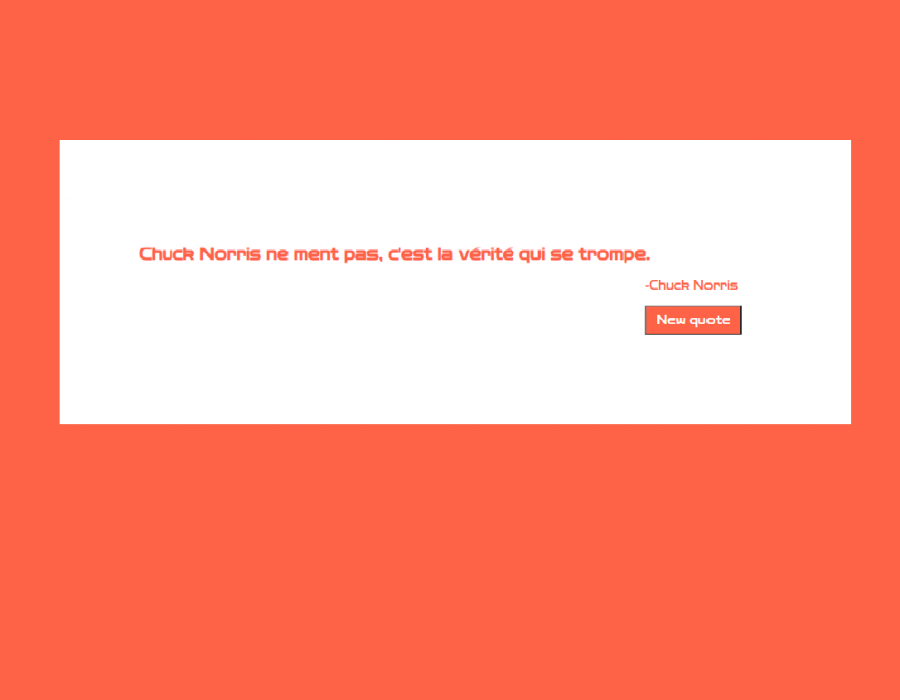 Chuck Norris ne ment pas, c'est la vérité qui se trompe.
-Chuck Norris
New quote